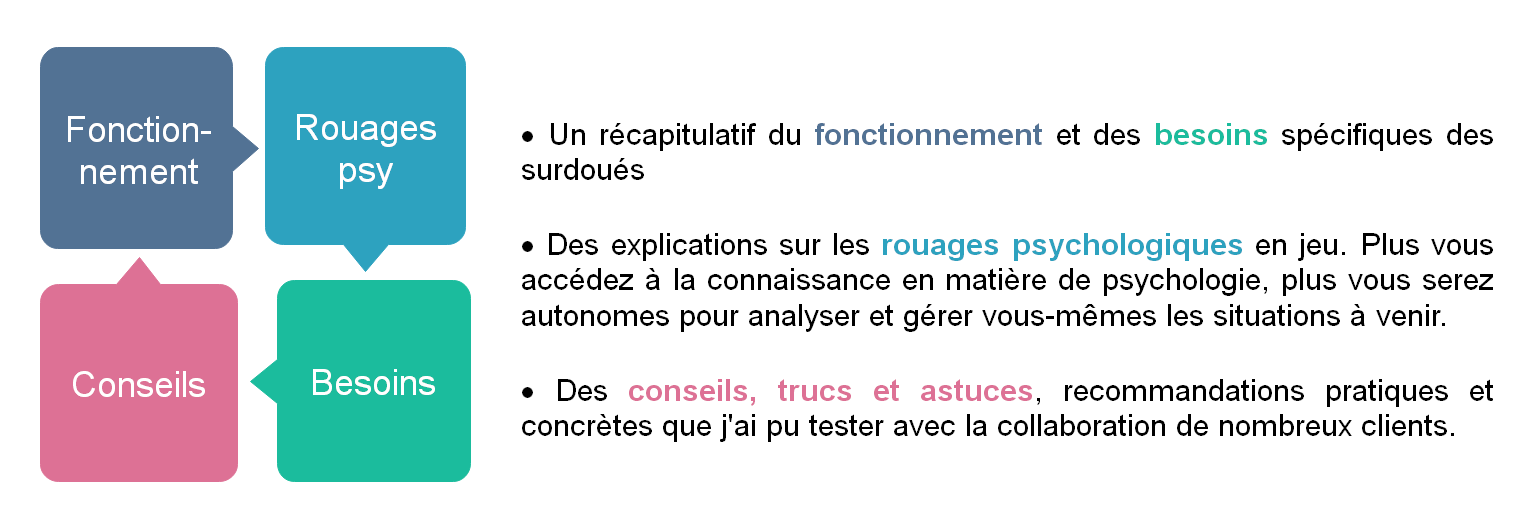 Fonction-
nement
Rouages
psy
Conseils
Besoins
• Un récapitulatif du fonctionnement et des besoins spécifiques des
surdoués
• Des explications sur les rouages psychologiques en jeu. Plus vous
accédez à la connaissance en matière de psychologie, plus vous serez
autonomes pour analyser et gérer vous-mêmes les situations à venir.
• Des conseils, trucs et astuces, recommandations pratiques et
concrètes que j'ai pu tester avec la collaboration de nombreux clients.